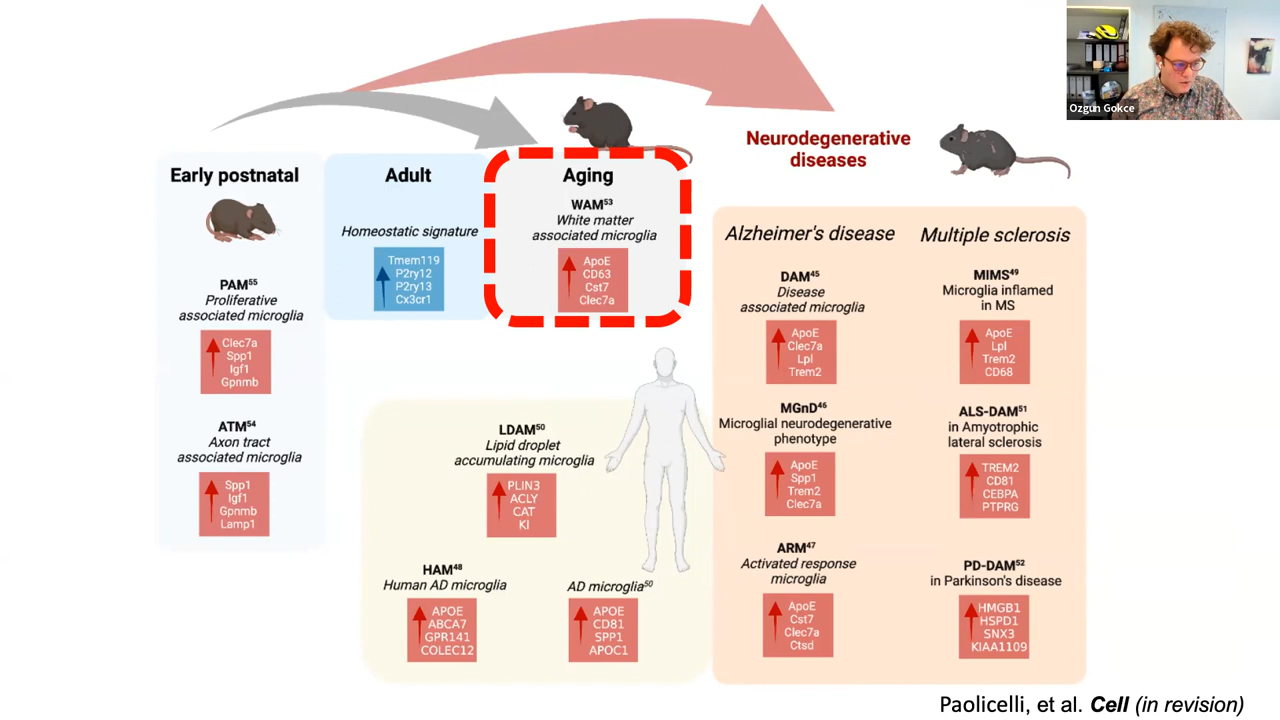 Ozgun Gokce
Early postnatal
PAM55
Proliferative
associated microglia
Clec7a
Spp1
Igf1
Gpnmb
ATM54
Axon tract
associated microglia
Spp1
Igf1
Gpnmb
Lamp1
Adult
Homeostatic signature
Tmem119
P2ry12
P2ry13
Cx3cr1
Aging
WAM53
White matter
associated microglia
ApoE
CD63
Cst7
Clec7a
LDAM50
Lipid droplet
accumulating microglia
PLIN3
ACLY
CAT
KI
HAM48
Human AD microglia
APOE
ABCA7
GPR141
COLEC12
AD microglia50
APOE
CD81
SPP1
APOC1
Neurodegenerative
diseases
Alzheimer's disease
DAM45
Disease
associated microglia
ApoE
Clec7a
Lpl
Trem2
MGnD46
Microglial neurodegenerative
phenotype
ApoE
Spp1
Trem2
Clec7a
ARM47
Activated response
microglia
ApoE
Cst7
Clec7a
Ctsd
Multiple sclerosis
MIMS49
Microglia inflamed
in MS
ApoE
Lpl
Trem2
CD68
ALS-DAM51
in Amyotrophic
lateral sclerosis
TREM2
CD81
CEBPA
PTPRG
PD-DAM52
in Parkinson's disease
HMGB1
HSPD1
SNX3
KIAA1109
Paolicelli, et al. Cell (in revision)